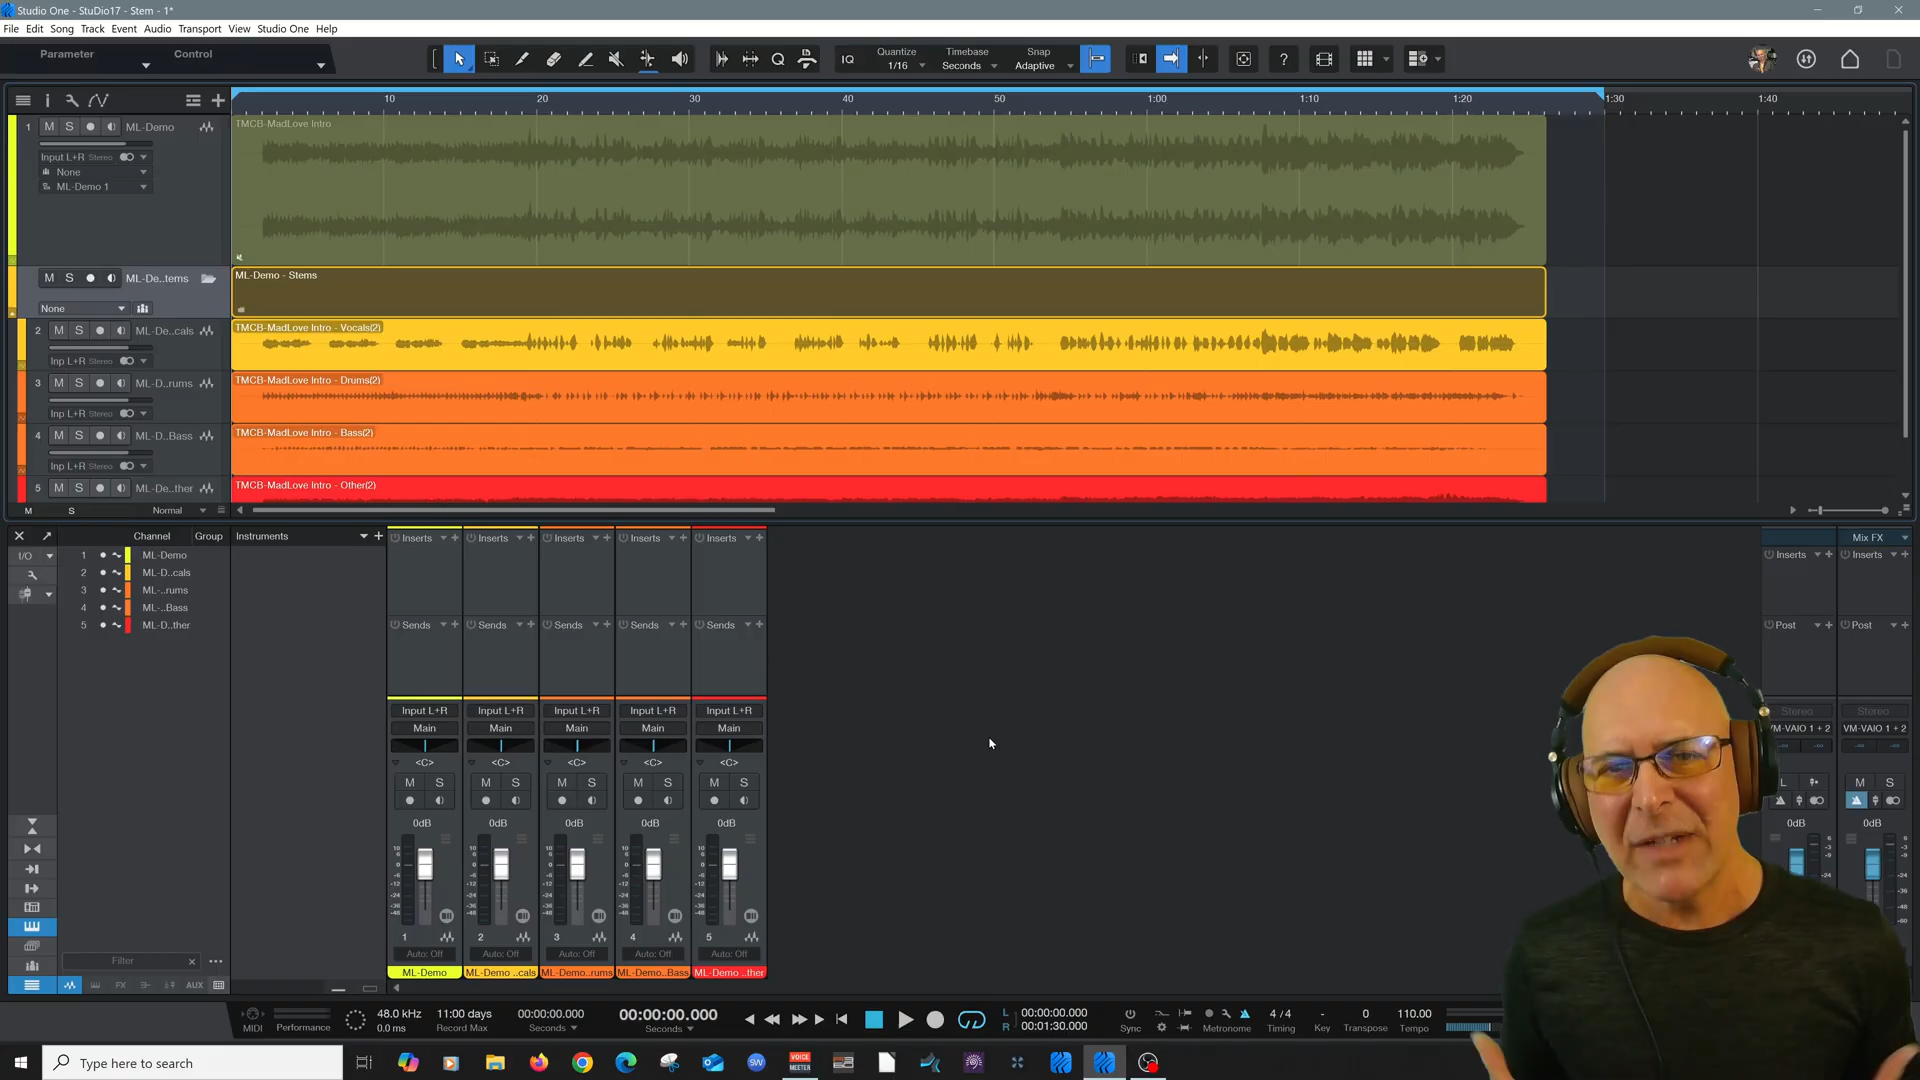 Studio One - StuDio17 - Stem - 1*
File Edit Song Track Event Audio Transport View Studio One Help
Parameter Control
IQ Quantize 1/16 Timebase Seconds Snap Adaptive ?
10 20 30 40 50 1:00 1:10 1:20 1:30 1:40
1 M S ML-Demo
Input L+R Stereo
None
ML-Demo 1
TMCB-MadLove Intro
M S ML-De..tems
None
ML-Demo - Stems
2 M S ML-De..cals
Inp L+R Stereo
TMCB-MadLove Intro - Vocals(2)
3 M S ML-D..rums
Inp L+R Stereo
TMCB-MadLove Intro - Drums(2)
4 M S ML-D..Bass
Inp L+R Stereo
TMCB-MadLove Intro - Bass(2)
5 M S ML-De..ther
TMCB-MadLove Intro - Other(2)
M S Normal
Channel Group Instruments
I/O
1 ML-Demo
2 ML-D..cals
3 ML-..rums
4 ML-..Bass
5 ML-D..ther
Inserts Inserts Inserts Inserts Inserts
Sends Sends Sends Sends Sends
Input L+R Input L+R Input L+R Input L+R Input L+R
Main Main Main Main Main
<C> <C> <C> <C> <C>
M S M S M S M S M S
0dB 0dB 0dB 0dB 0dB
1 2 3 4 5
Auto: Off Auto: Off Auto: Off Auto: Off Auto: Off
ML-Demo ML-Demo ..cals ML-Demo..rums ML-Demo..Bass ML-Demo ..ther
Mix FX
Inserts Inserts
Post Post
Stereo Stereo
VM-VAIO 1 + 2 VM-VAIO 1 + 2
M S
0dB 0dB
Filter
FX AUX
MIDI Performance
48.0 kHz
0.0 ms
11:00 days
Record Max
00:00:00.000
Seconds
00:00:00.000
Seconds
L 00:00:00.000
R 00:01:30.000
Sync Metronome
4 / 4
Timing
-
Key
0
Transpose
110.00
Tempo
Type here to search
SW
VOICE MEETER